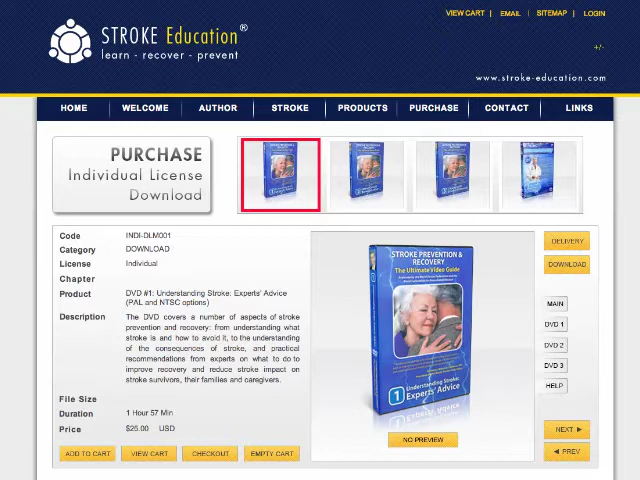 VIEW CART | EMAIL | SITEMAP | LOGIN
STROKE Education®
learn - recover - prevent
+/-
www.stroke-education.com
HOME WELCOME AUTHOR STROKE PRODUCTS PURCHASE CONTACT LINKS
PURCHASE
Individual License
Download
Code INDI-DLM001
Category DOWNLOAD
License Individual
Chapter
Product DVD #1: Understanding Stroke: Experts' Advice
(PAL and NTSC options)
Description The DVD covers a number of aspects of stroke
prevention and recovery: from understanding what
stroke is and how to avoid it, to the understanding
of the consequences of stroke, and practical
recommendations from experts on what to do to
improve recovery and reduce stroke impact on
stroke survivors, their families and caregivers.
File Size
Duration 1 Hour 57 Min
Price $25.00 USD
ADD TO CART VIEW CART CHECKOUT EMPTY CART
STROKE PREVENTION &
RECOVERY
The Ultimate Video Guide
1 Understanding Stroke:
Experts' Advice
NO PREVIEW
DELIVERY
DOWNLOAD
MAIN
DVD 1
DVD 2
DVD 3
HELP
NEXT ►
◄ PREV